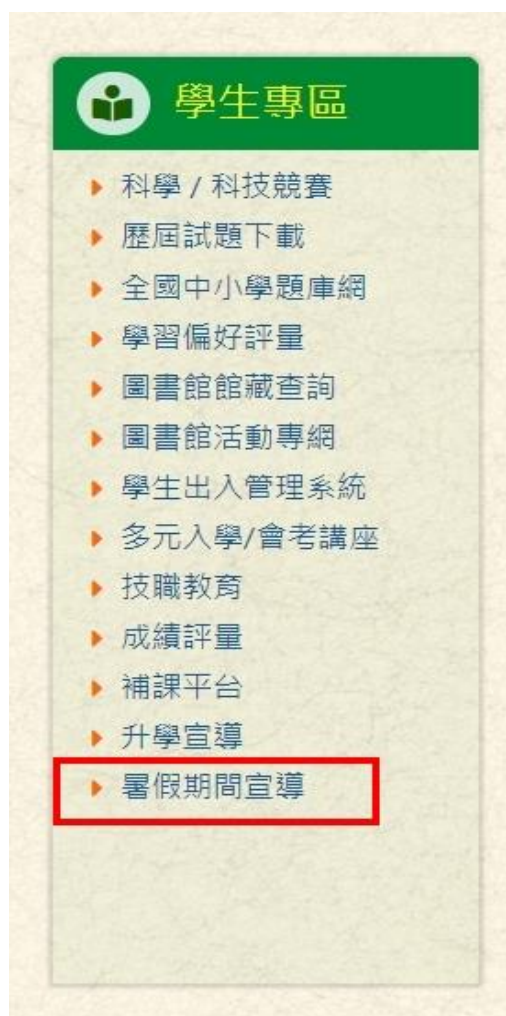 學生專區
科學 / 科技競賽
歷屆試題下載
全國中小學題庫網
學習偏好評量
圖書館館藏查詢
圖書館活動專網
學生出入管理系統
多元入學/會考講座
技職教育
成績評量
補課平台
升學宣導
暑假期間宣導